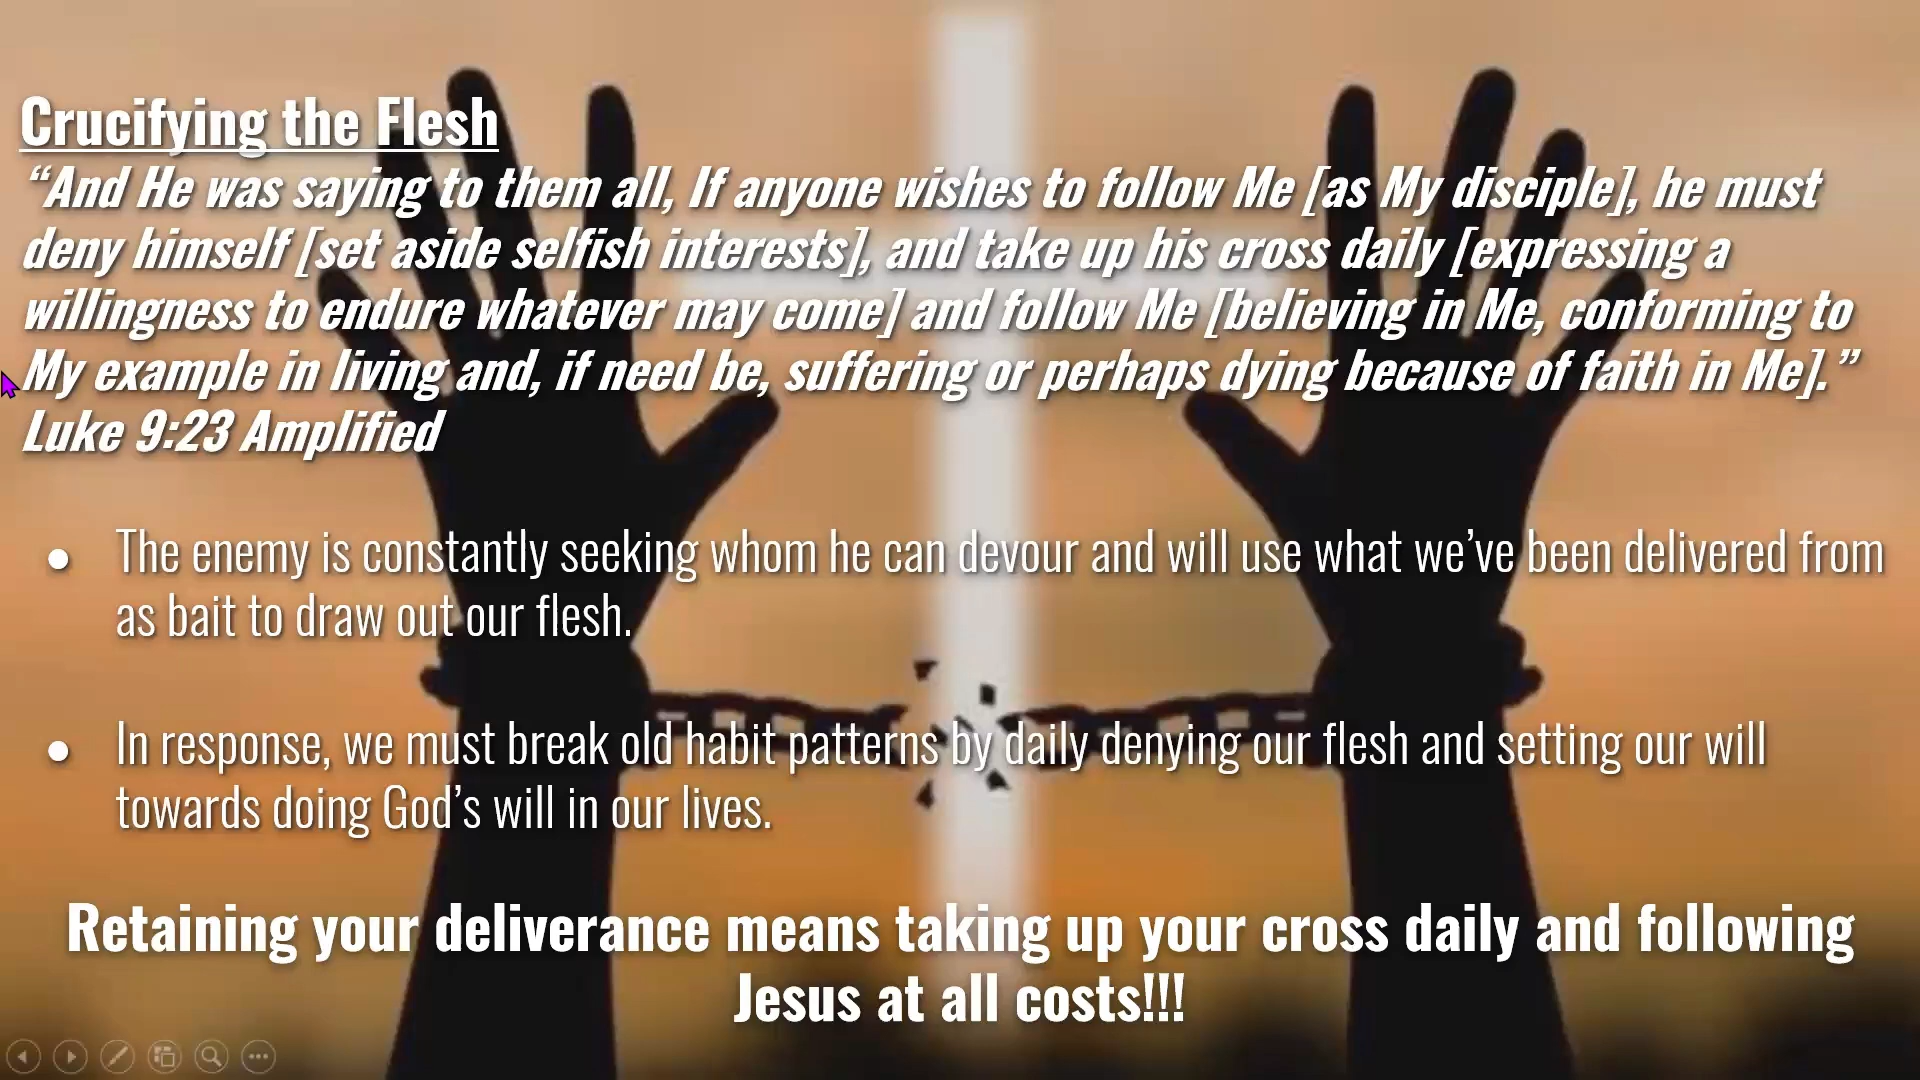 Crucifying the Flesh
“And He was saying to them all, If anyone wishes to follow Me [as My disciple], he must
deny himself [set aside selfish interests], and take up his cross daily [expressing a
willingness to endure whatever may come] and follow Me [believing in Me, conforming to
My example in living and, if need be, suffering or perhaps dying because of faith in Me].”
Luke 9:23 Amplified
● The enemy is constantly seeking whom he can devour and will use what we’ve been delivered from
as bait to draw out our flesh.
● In response, we must break old habit patterns by daily denying our flesh and setting our will
towards doing God’s will in our lives.
Retaining your deliverance means taking up your cross daily and following
Jesus at all costs!!!